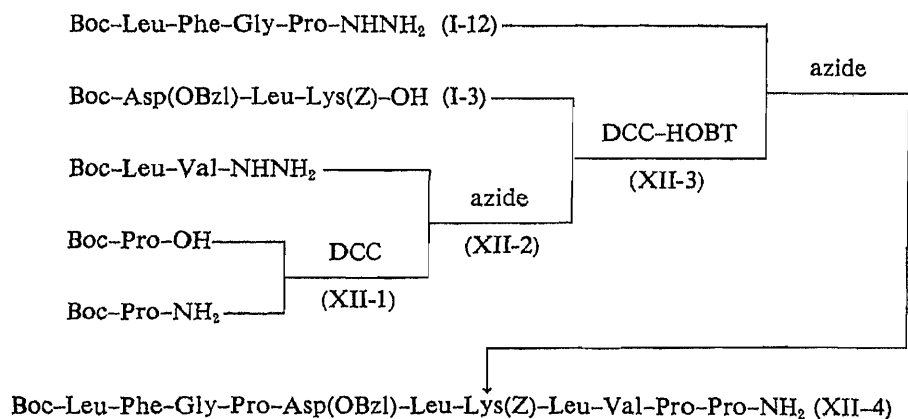 Boc–Leu–Phe–Gly–Pro–NHNH₂ (I-12)
azide
Boc–Asp(OBzl)–Leu–Lys(Z)–OH (I-3)
DCC–HOBT
(XII-3)
Boc–Leu–Val–NHNH₂
azide
(XII-2)
Boc–Pro–OH
DCC
(XII-1)
Boc–Pro–NH₂
Boc–Leu–Phe–Gly–Pro–Asp(OBzl)–Leu–Lys(Z)–Leu–Val–Pro–Pro–NH₂ (XII–4)